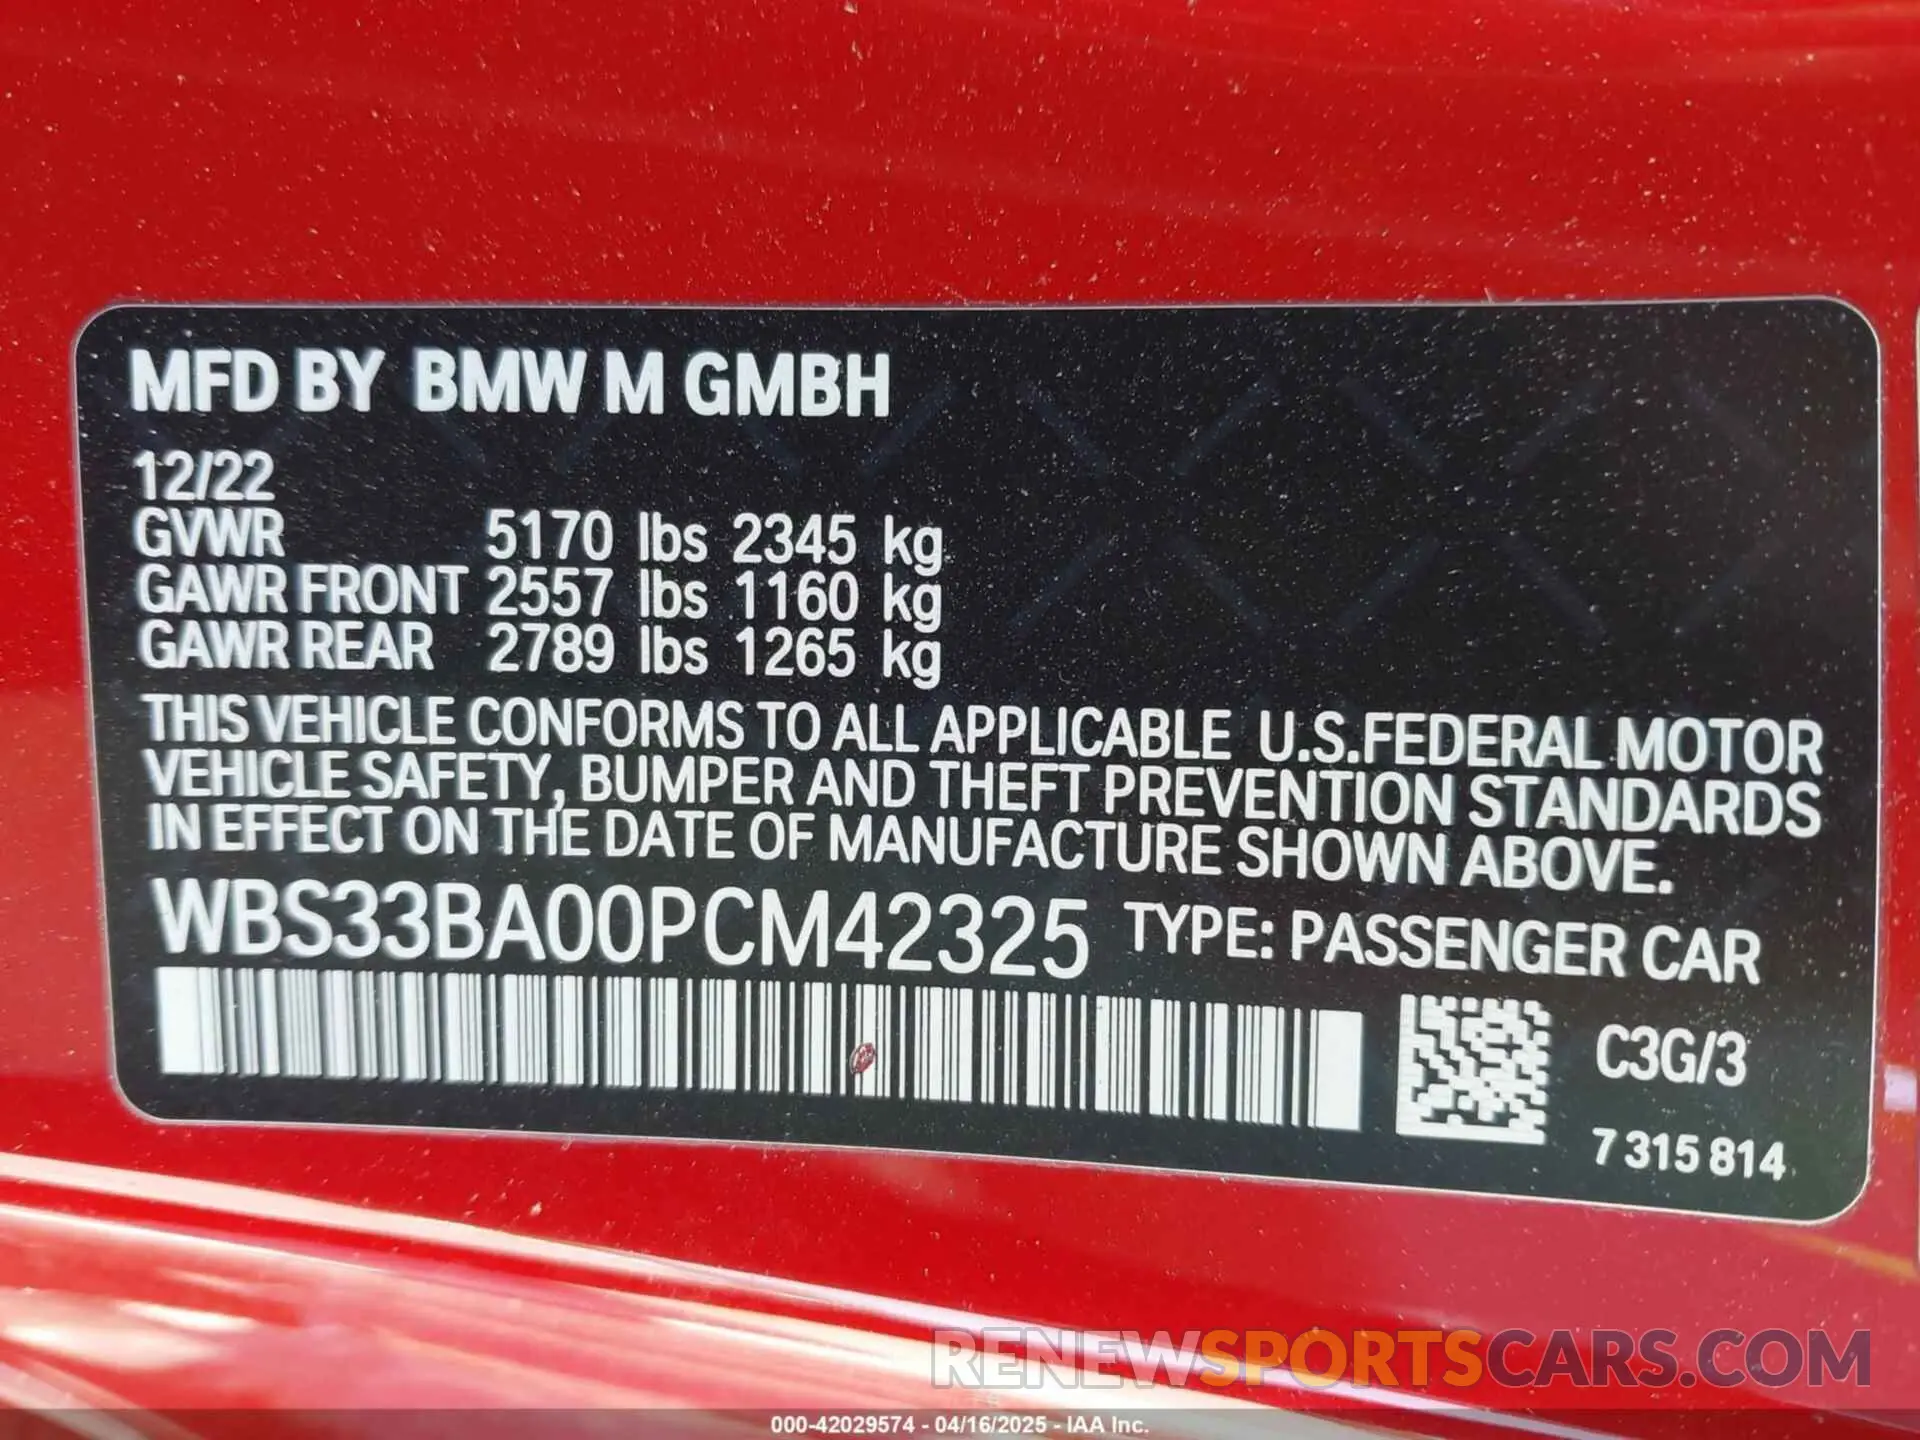 MFD BY BMW M GMBH
12/22
GVWR 5170 lbs 2345 kg
GAWR FRONT 2557 lbs 1160 kg
GAWR REAR 2789 lbs 1265 kg
THIS VEHICLE CONFORMS TO ALL APPLICABLE U.S.FEDERAL MOTOR
VEHICLE SAFETY, BUMPER AND THEFT PREVENTION STANDARDS
IN EFFECT ON THE DATE OF MANUFACTURE SHOWN ABOVE.
WBS33BA00PCM42325 TYPE: PASSENGER CAR
C3G/3
7 315 814
RENEWSPORTSCARS.COM
000-42029574 - 04/16/2025 - IAA Inc.